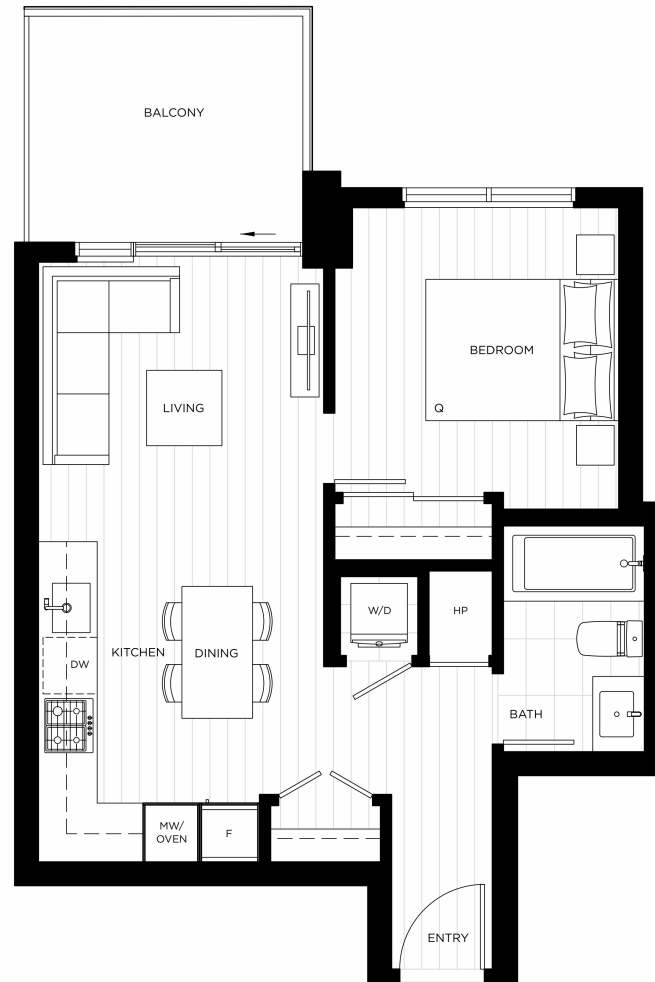 BALCONY
BEDROOM
Q
LIVING
W/D
HP
KITCHEN
DINING
DW
BATH
MW/
OVEN
F
ENTRY